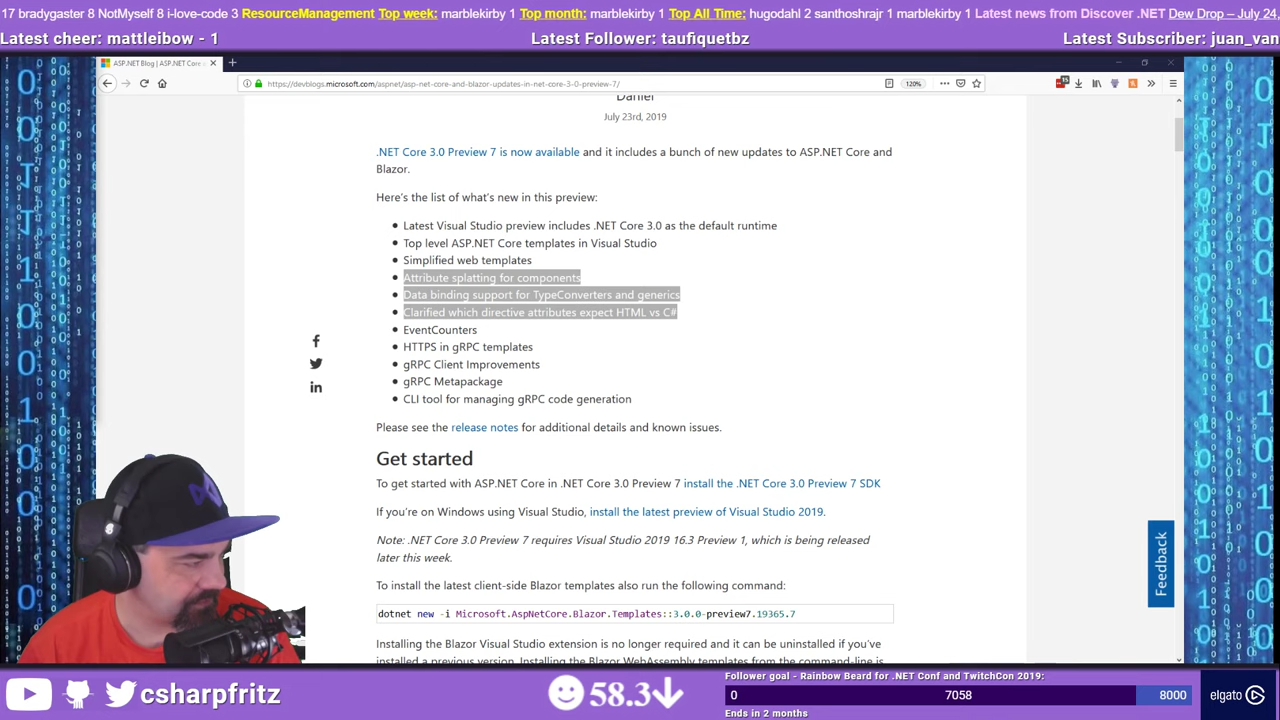 17 bradygaster 8 NotMyself 8 i-love-code 3 ResourceManagement Top week: marblekirby 1 Top month: marblekirby 1 Top All Time: hugodahl 2 santhoshrajr 1 marblekirby 1 Latest news from Discover .NET Dew Drop – July 24,
Latest cheer: mattleibow - 1
Latest Follower: taufiquetbz
Latest Subscriber: juan_van
ASP.NET Blog | ASP.NET Core
https://devblogs.microsoft.com/aspnet/asp-net-core-and-blazor-updates-in-net-core-3-0-preview-7/
120%
15
Daniel
July 23rd, 2019
.NET Core 3.0 Preview 7 is now available and it includes a bunch of new updates to ASP.NET Core and
Blazor.
Here's the list of what's new in this preview:
Latest Visual Studio preview includes .NET Core 3.0 as the default runtime
Top level ASP.NET Core templates in Visual Studio
Simplified web templates
Attribute splatting for components
Data binding support for TypeConverters and generics
Clarified which directive attributes expect HTML vs C#
EventCounters
HTTPS in gRPC templates
gRPC Client Improvements
gRPC Metapackage
CLI tool for managing gRPC code generation
Please see the release notes for additional details and known issues.
Get started
To get started with ASP.NET Core in .NET Core 3.0 Preview 7 install the .NET Core 3.0 Preview 7 SDK
If you're on Windows using Visual Studio, install the latest preview of Visual Studio 2019.
Note: .NET Core 3.0 Preview 7 requires Visual Studio 2019 16.3 Preview 1, which is being released
later this week.
To install the latest client-side Blazor templates also run the following command:
dotnet new -i Microsoft.AspNetCore.Blazor.Templates::3.0.0-preview7.19365.7
Installing the Blazor Visual Studio extension is no longer required and it can be uninstalled if you've
installed a previous version. Installing the Blazor WebAssembly templates from the command-line is
Feedback
csharpfritz
58.3
Follower goal - Rainbow Beard for .NET Conf and TwitchCon 2019:
0 7058 8000
Ends in 2 months
elgato